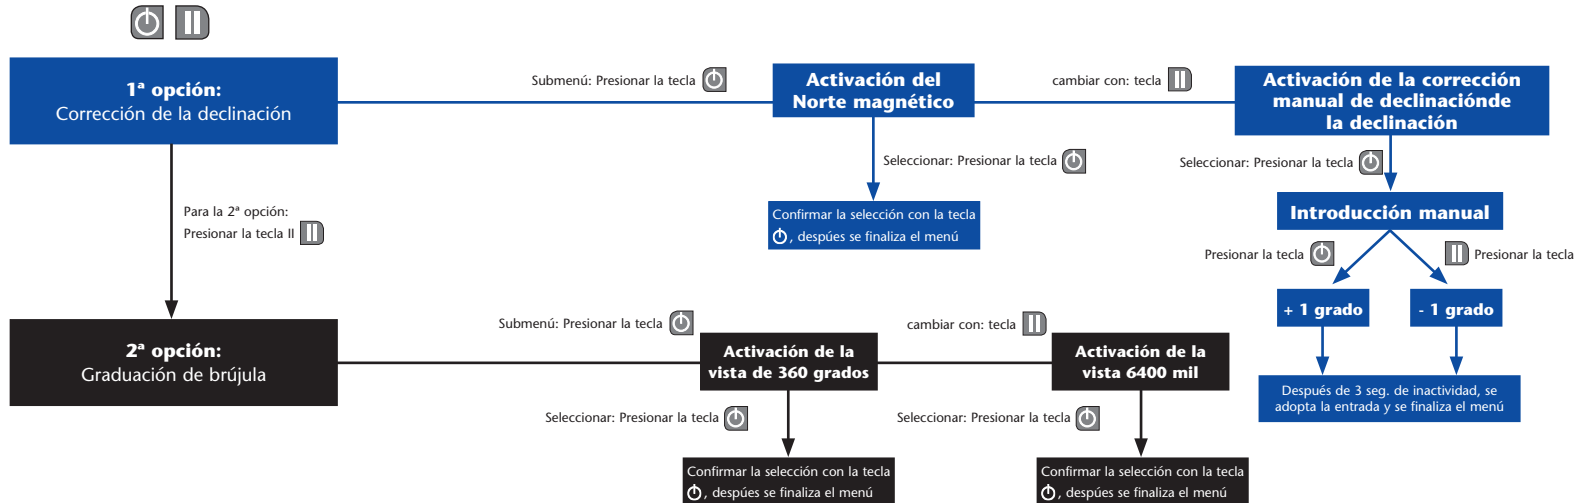 1ª opción:
Corrección de la declinación
Submenú: Presionar la tecla
Activación del
Norte magnético
cambiar con: tecla
Activación de la corrección
manual de declinaciónde
la declinación
Seleccionar: Presionar la tecla
Confirmar la selección con la tecla
, despúes se finaliza el menú
Seleccionar: Presionar la tecla
Introducción manual
Presionar la tecla
Presionar la tecla
+ 1 grado
- 1 grado
Después de 3 seg. de inactividad, se
adopta la entrada y se finaliza el menú
Para la 2ª opción:
Presionar la tecla II
2ª opción:
Graduación de brújula
Submenú: Presionar la tecla
Activación de la
vista de 360 grados
cambiar con: tecla
Activación de la
vista 6400 mil
Seleccionar: Presionar la tecla
Confirmar la selección con la tecla
, despúes se finaliza el menú
Seleccionar: Presionar la tecla
Confirmar la selección con la tecla
, despúes se finaliza el menú